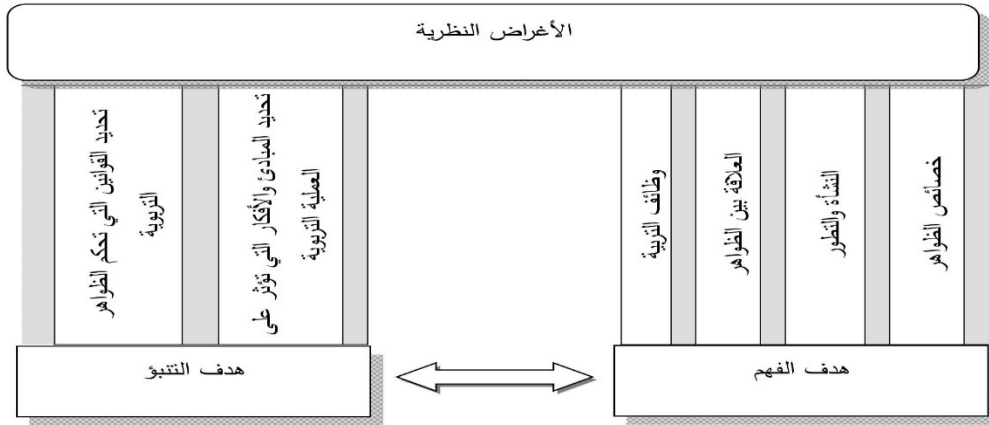 الأغراض النظرية
خصائص الظواهر
النشأة والتطور
العلاقة بين الظواهر
وظائف التربية
تحديد المبادئ والأفكار التي تؤثر على
العملية التربوية
تحديد القوانين التي تحكم الظواهر
التربوية
هدف الفهم
هدف التنبؤ